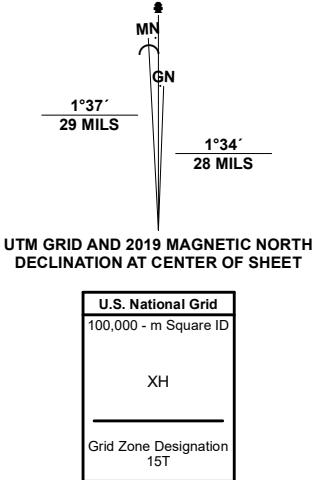 MN
GN
1°37´
29 MILS
1°34´
28 MILS
UTM GRID AND 2019 MAGNETIC NORTH
DECLINATION AT CENTER OF SHEET
U.S. National Grid
100,000 - m Square ID
XH
Grid Zone Designation
15T